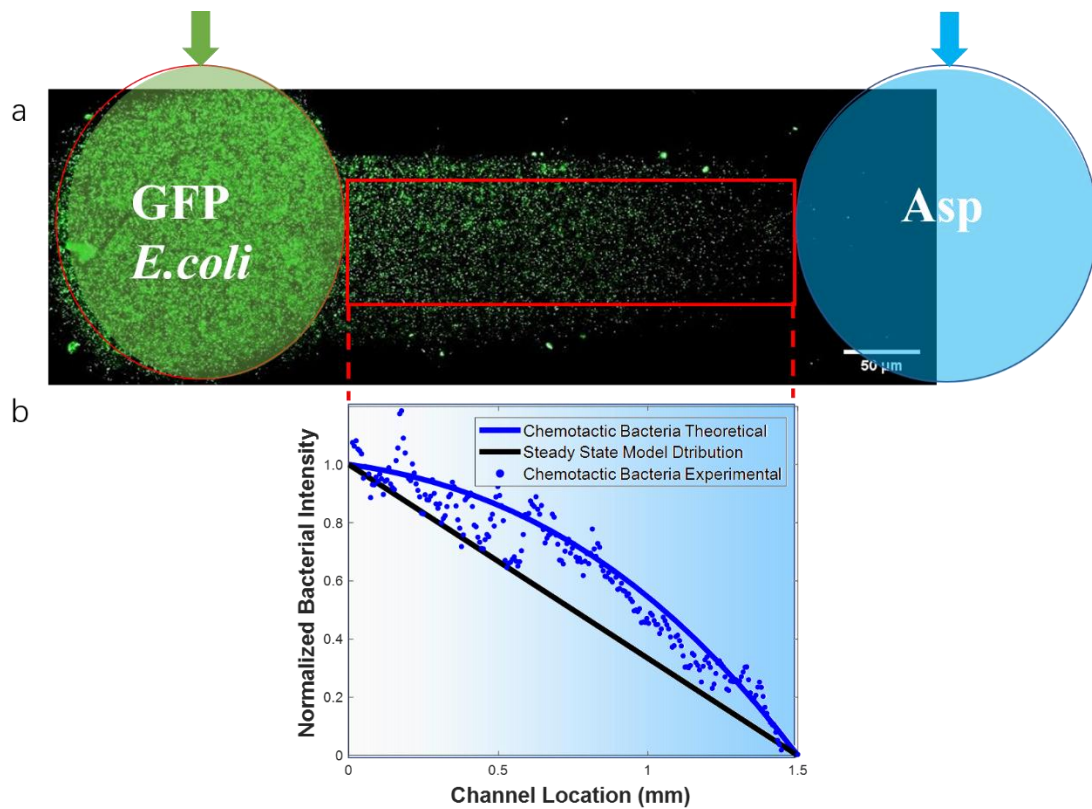 a
GFP
E.coli
Asp
50 μm
b
Chemotactic Bacteria Theoretical
Steady State Model Dtribution
Chemotactic Bacteria Experimental
Normalized Bacterial Intensity
1.0
0.8
0.6
0.4
0.2
0
0
0.5
1
1.5
Channel Location (mm)